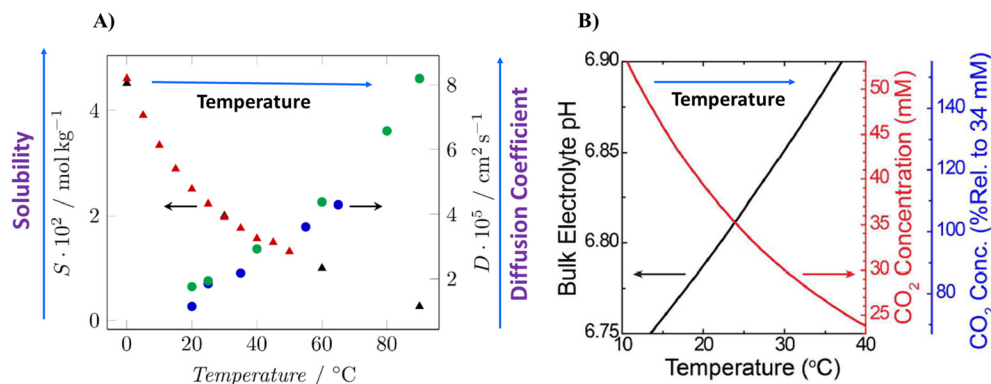 A)
Solubility
S · 10² / mol kg⁻¹
4
2
0
Temperature
8
6
4
2
D · 10⁵ / cm² s⁻¹
Diffusion Coefficient
0 20 40 60 80
Temperature / °C
B)
Bulk Electrolyte pH
6.90
6.85
6.80
6.75
Temperature
50
45
35
30
25
CO₂ Concentration (mM)
140
120
100
80
CO₂ Conc. (%Rel. to 34 mM)
10 20 30 40
Temperature (°C)